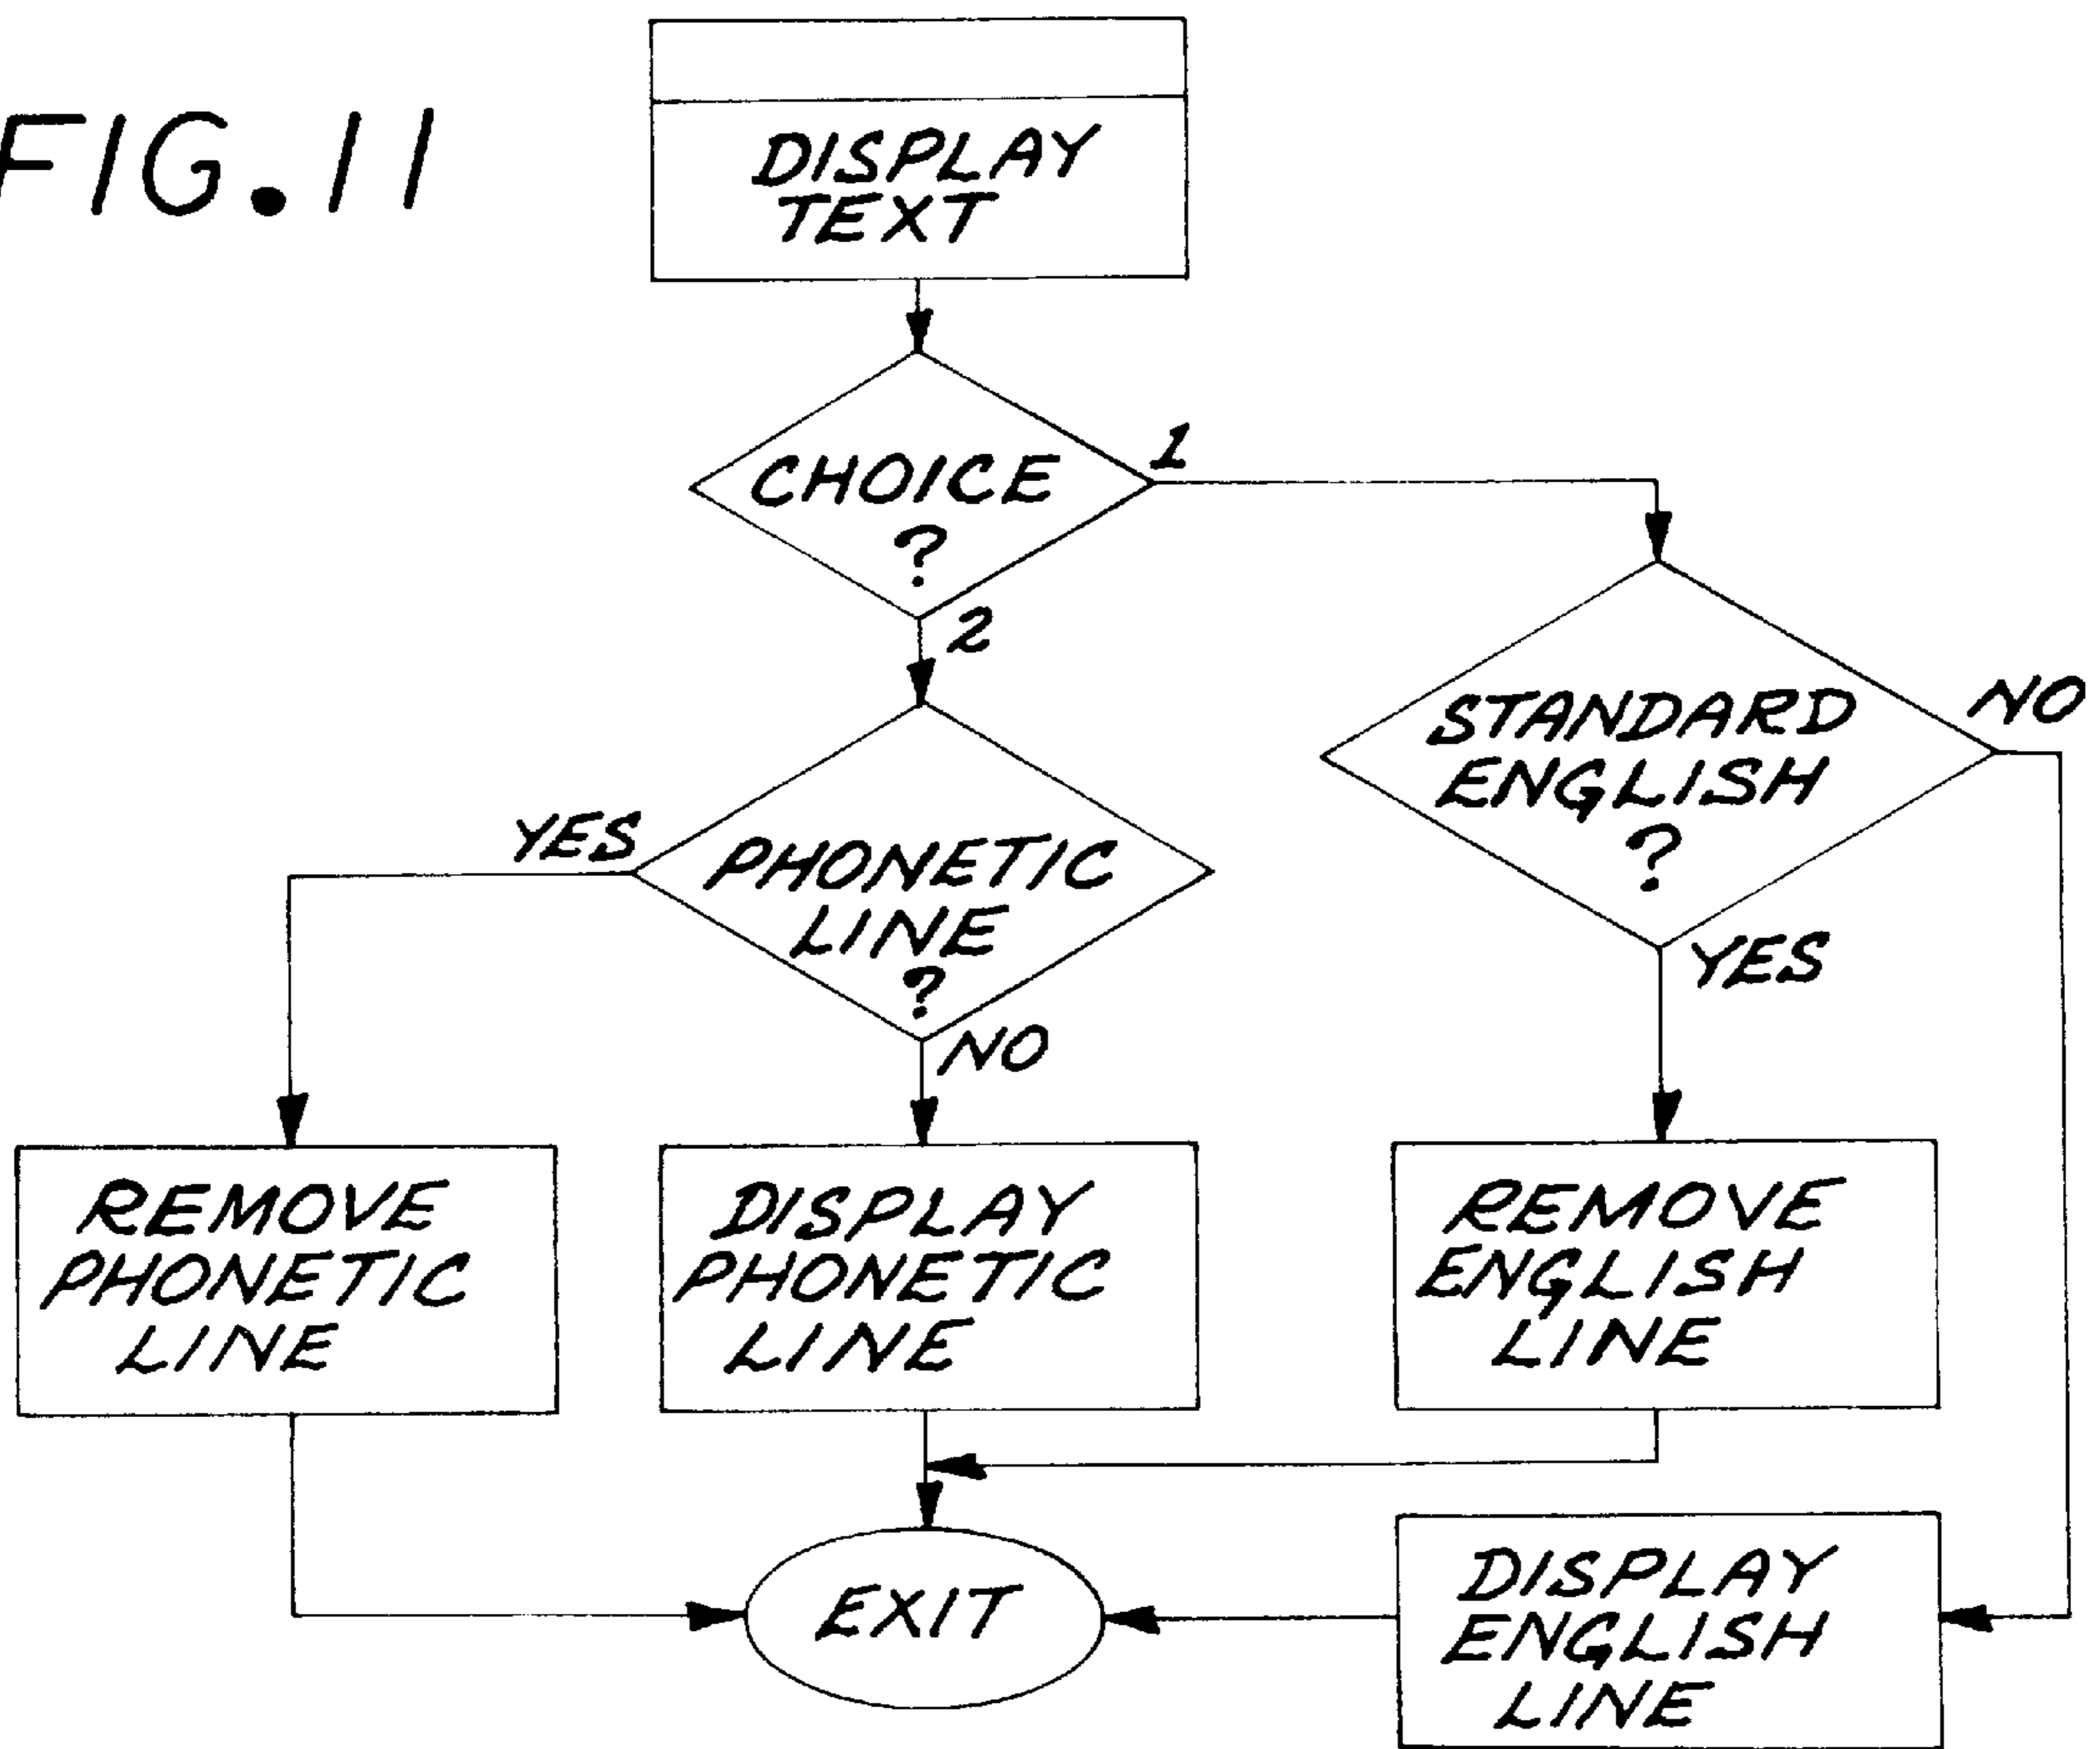 FIG. 11
DISPLAY
TEXT
CHOICE
?
1
2
STANDARD
ENGLISH
?
NO
YES
PHONETIC
LINE
?
YES
NO
REMOVE
PHONETIC
LINE
DISPLAY
PHONETIC
LINE
REMOVE
ENGLISH
LINE
EXIT
DISPLAY
ENGLISH
LINE